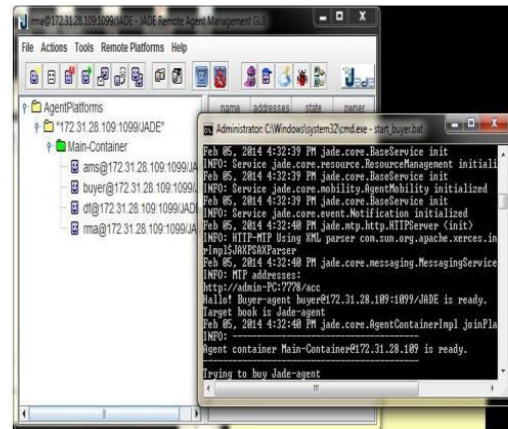 rma@172.31.28.109:1099/JADE - JADE Remote Agent Management GUI
File Actions Tools Remote Platforms Help
Jade
AgentPlatforms
"172.31.28.109:1099/JADE"
Main-Container
ams@172.31.28.109:1099/JA
buyer@172.31.28.109:1099/
df@172.31.28.109:1099/JAD
rma@172.31.28.109:1099/JA
name addresses state owner
Administrator: C:\Windows\system32\cmd.exe - start_buyer.bat
Feb 05, 2014 4:32:39 PM jade.core.BaseService init
INFO: Service jade.core.resource.ResourceManagement initiali
Feb 05, 2014 4:32:39 PM jade.core.BaseService init
INFO: Service jade.core.mobility.AgentMobility initialized
Feb 05, 2014 4:32:39 PM jade.core.BaseService init
INFO: Service jade.core.event.Notification initialized
Feb 05, 2014 4:32:40 PM jade.mtp.http.HTTPServer <init>
INFO: HTTP-MTP Using XML parser com.sun.org.apache.xerces.in
rImpl$JAXPSAXParser
Feb 05, 2014 4:32:40 PM jade.core.messaging.MessagingService
INFO: MTP addresses:
http://admin-PC:7778/acc
Hallo! Buyer-agent buyer@172.31.28.109:1099/JADE is ready.
Target book is Jade-agent
Feb 05, 2014 4:32:40 PM jade.core.AgentContainerImpl joinPla
INFO: --------------------------------------
Agent container Main-Container@172.31.28.109 is ready.
--------------------------------------------
Trying to buy Jade-agent